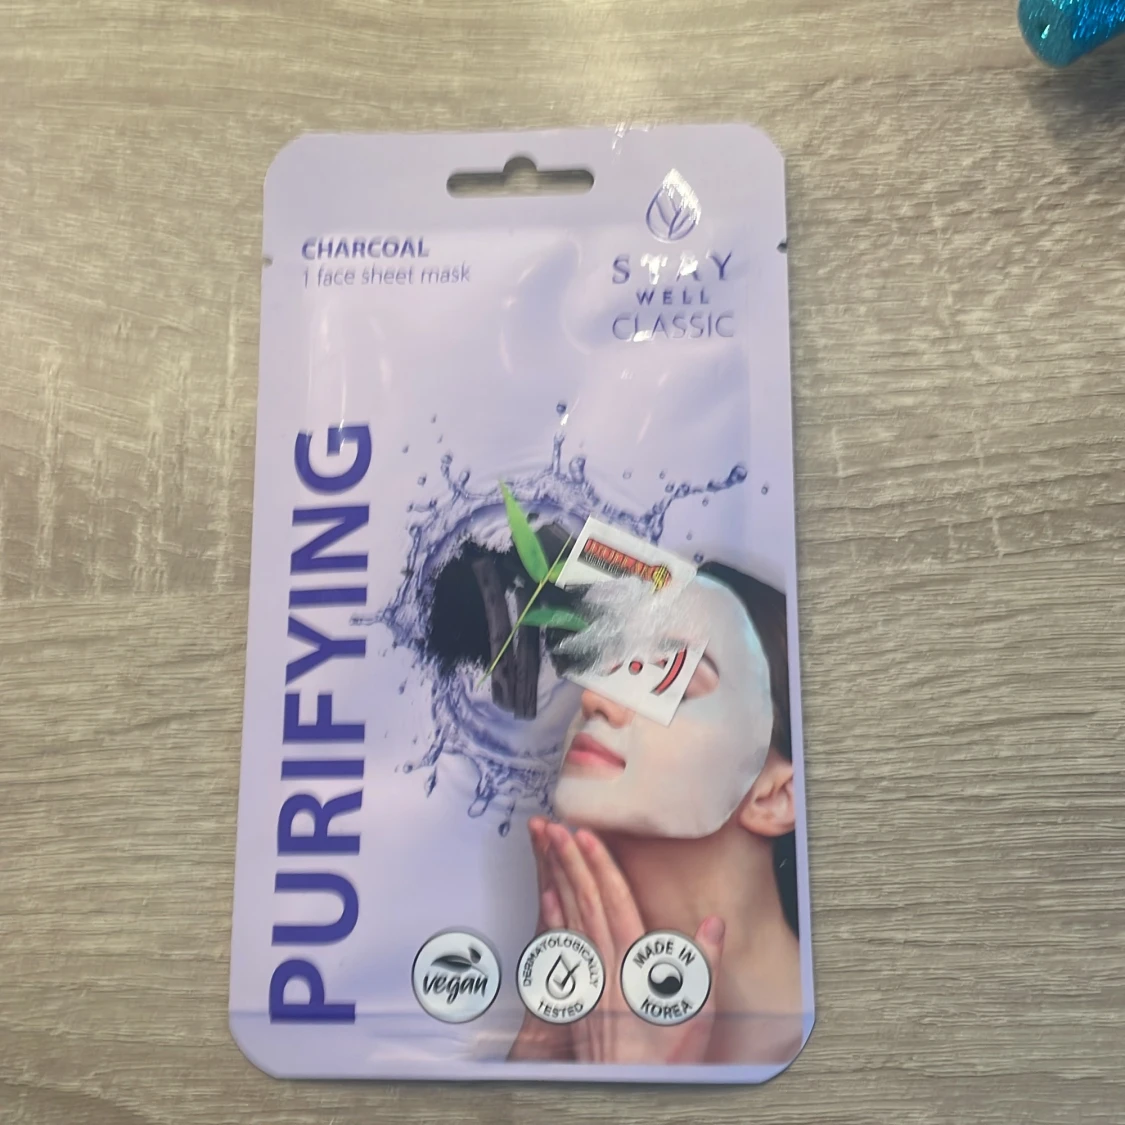 CHARCOAL
1 face sheet mask
STAY
WELL
CLASSIC
PURIFYING
vegan
DERMATOLOGICALLY
TESTED
MADE IN
KOREA